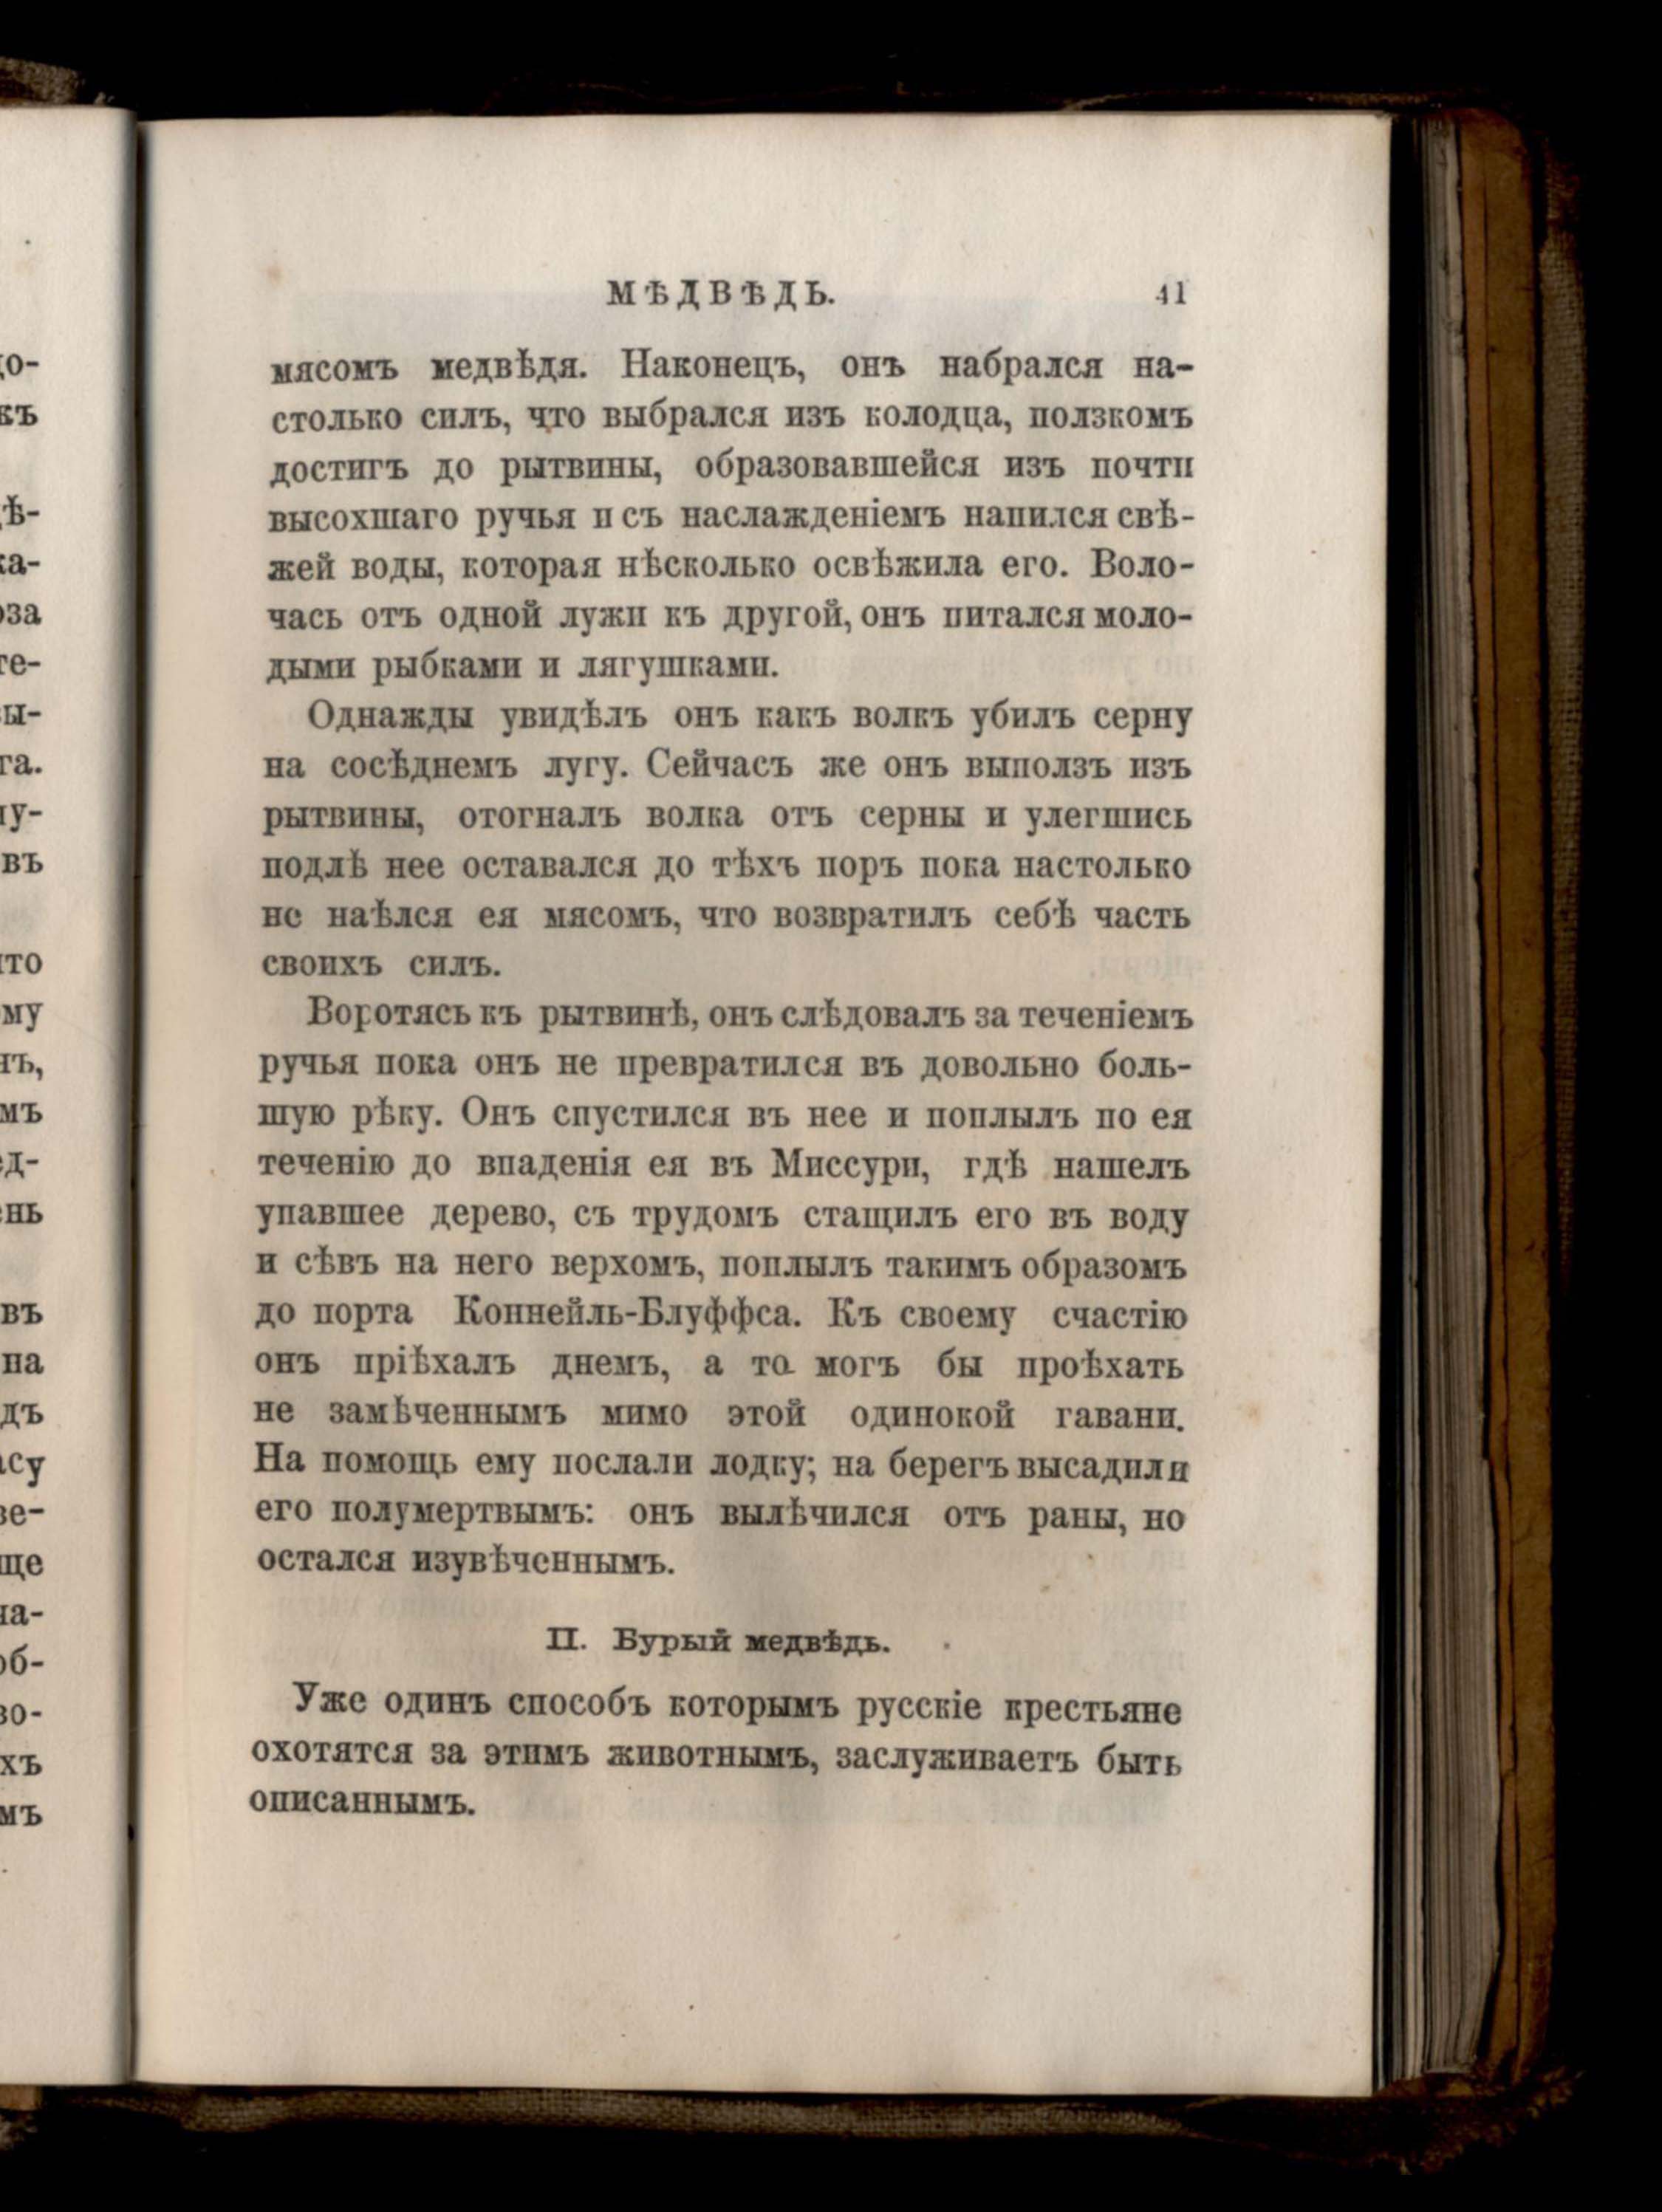 МѢДВѢДЬ. 41
мясомъ медвѣдя. Наконецъ, онъ набрался на-
столько силъ, что выбрался изъ колодца, ползкомъ
достигъ до рытвины, образовавшейся изъ почти
высохшаго ручья и съ наслажденіемъ напился свѣ-
жей воды, которая нѣсколько освѣжила его. Воло-
чась отъ одной лужи къ другой, онъ питался моло-
дыми рыбками и лягушками.
Однажды увидѣлъ онъ какъ волкъ убилъ серну
на сосѣднемъ лугу. Сейчасъ же онъ выползъ изъ
рытвины, отогналъ волка отъ серны и улегшись
подлѣ нее оставался до тѣхъ поръ пока настолько
не наѣлся ея мясомъ, что возвратилъ себѣ часть
своихъ силъ.
Воротясь къ рытвинѣ, онъ слѣдовалъ за теченіемъ
ручья пока онъ не превратился въ довольно боль-
шую рѣку. Онъ спустился въ нее и поплылъ по ея
теченію до впаденія ея въ Миссури, гдѣ нашелъ
упавшее дерево, съ трудомъ стащилъ его въ воду
и сѣвъ на него верхомъ, поплылъ такимъ образомъ
до порта Коннейль-Блуффса. Къ своему счастію
онъ пріѣхалъ днемъ, а то могъ бы проѣхать
не замѣченнымъ мимо этой одинокой гавани.
На помощь ему послали лодку; на берегъ высадили
его полумертвымъ: онъ вылѣчился отъ раны, но
остался изувѣченнымъ.
II. Бурый медвѣдь.
Уже одинъ способъ которымъ русскіе крестьяне
охотятся за этимъ животнымъ, заслуживаетъ быть
описаннымъ.